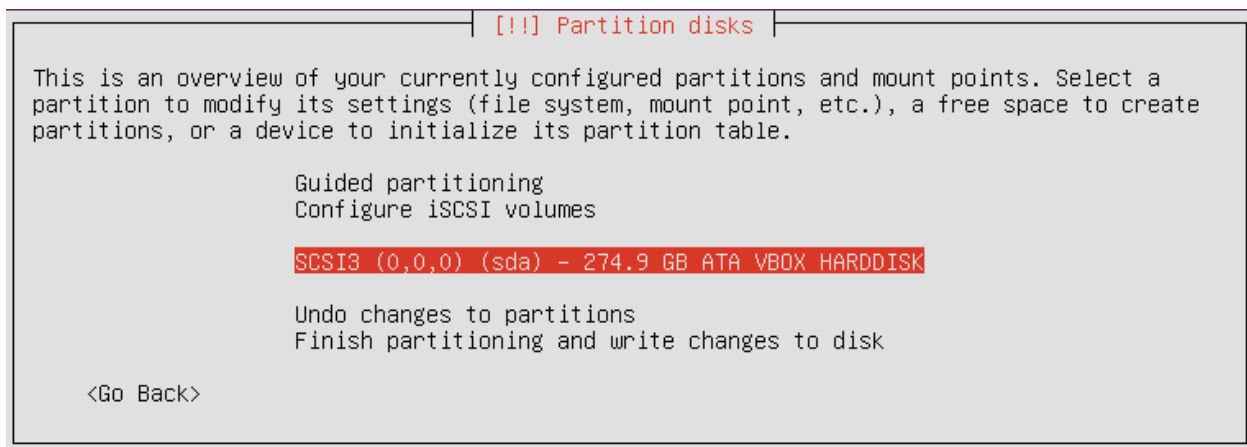 [!!] Partition disks
This is an overview of your currently configured partitions and mount points. Select a
partition to modify its settings (file system, mount point, etc.), a free space to create
partitions, or a device to initialize its partition table.
Guided partitioning
Configure iSCSI volumes
SCSI3 (0,0,0) (sda) - 274.9 GB ATA VBOX HARDDISK
Undo changes to partitions
Finish partitioning and write changes to disk
<Go Back>